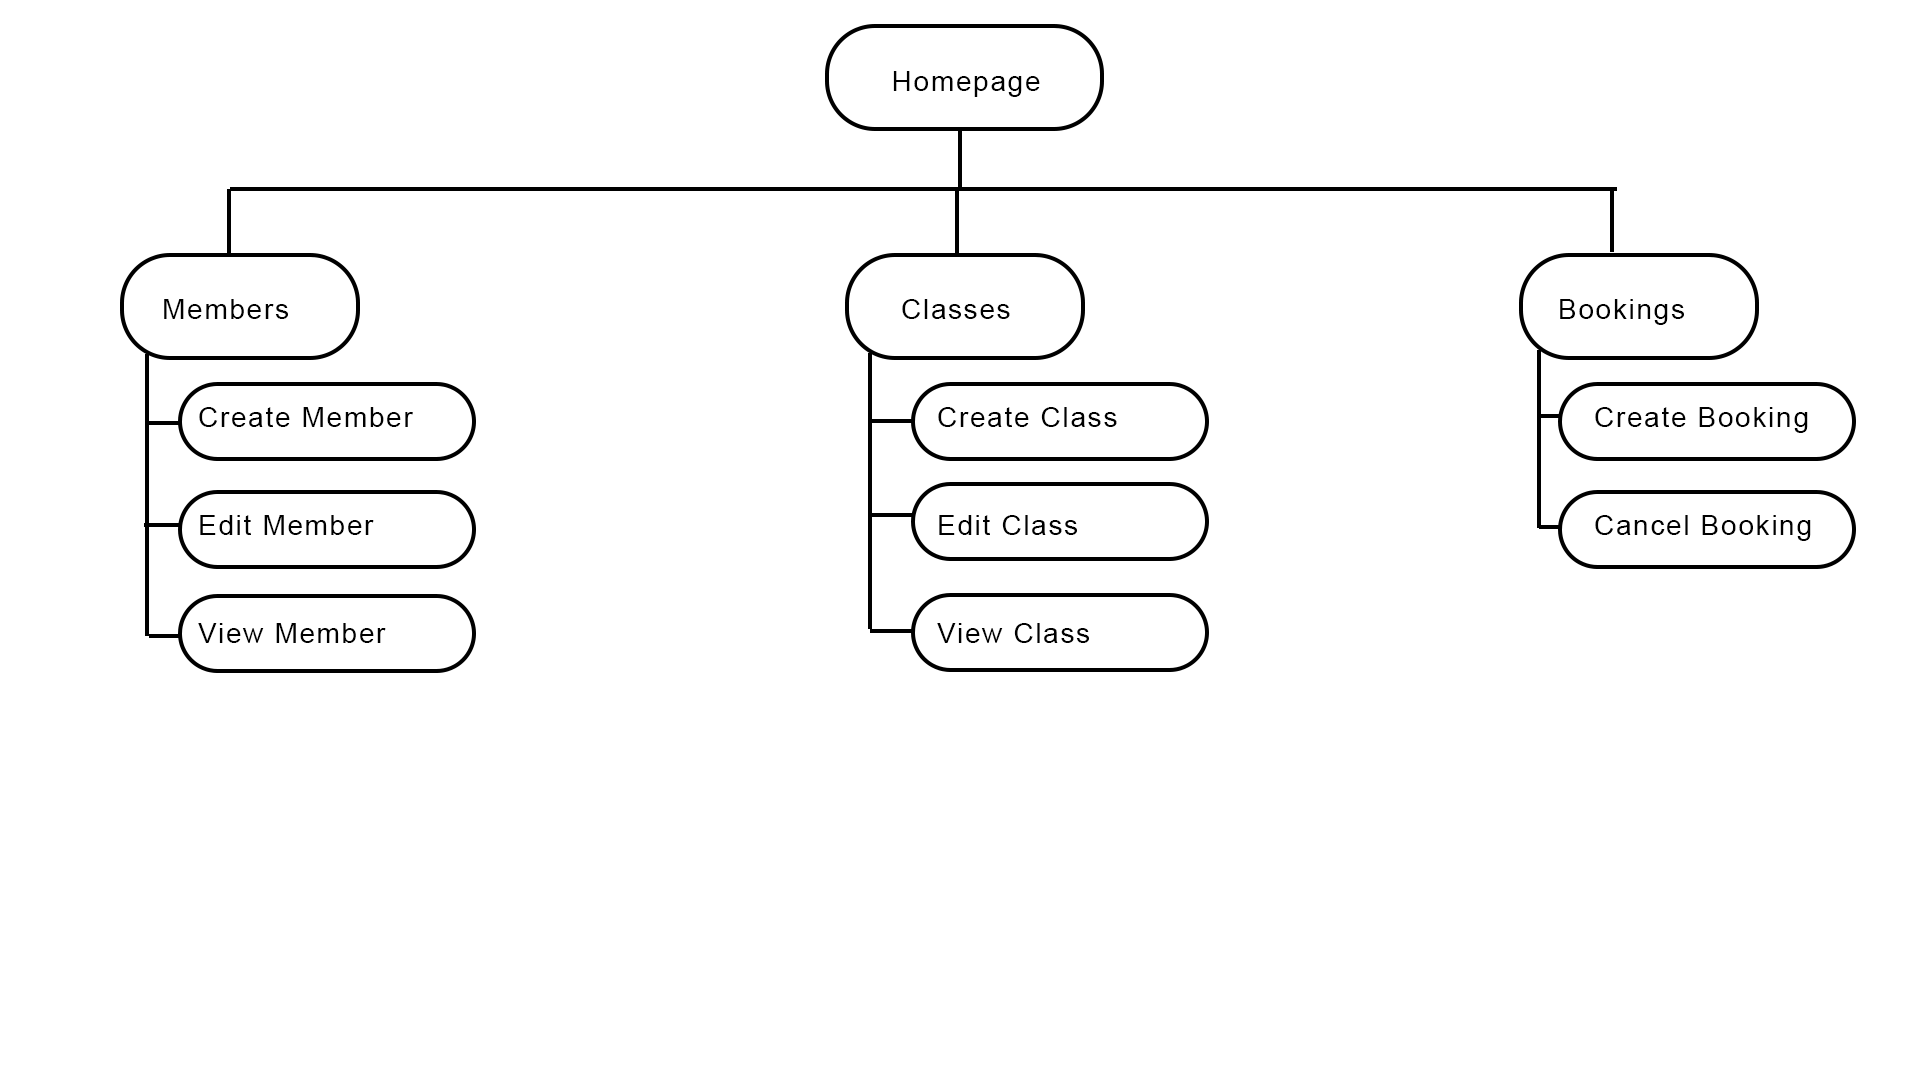 Homepage
Members
Classes
Bookings
Create Member
Edit Member
View Member
Create Class
Edit Class
View Class
Create Booking
Cancel Booking